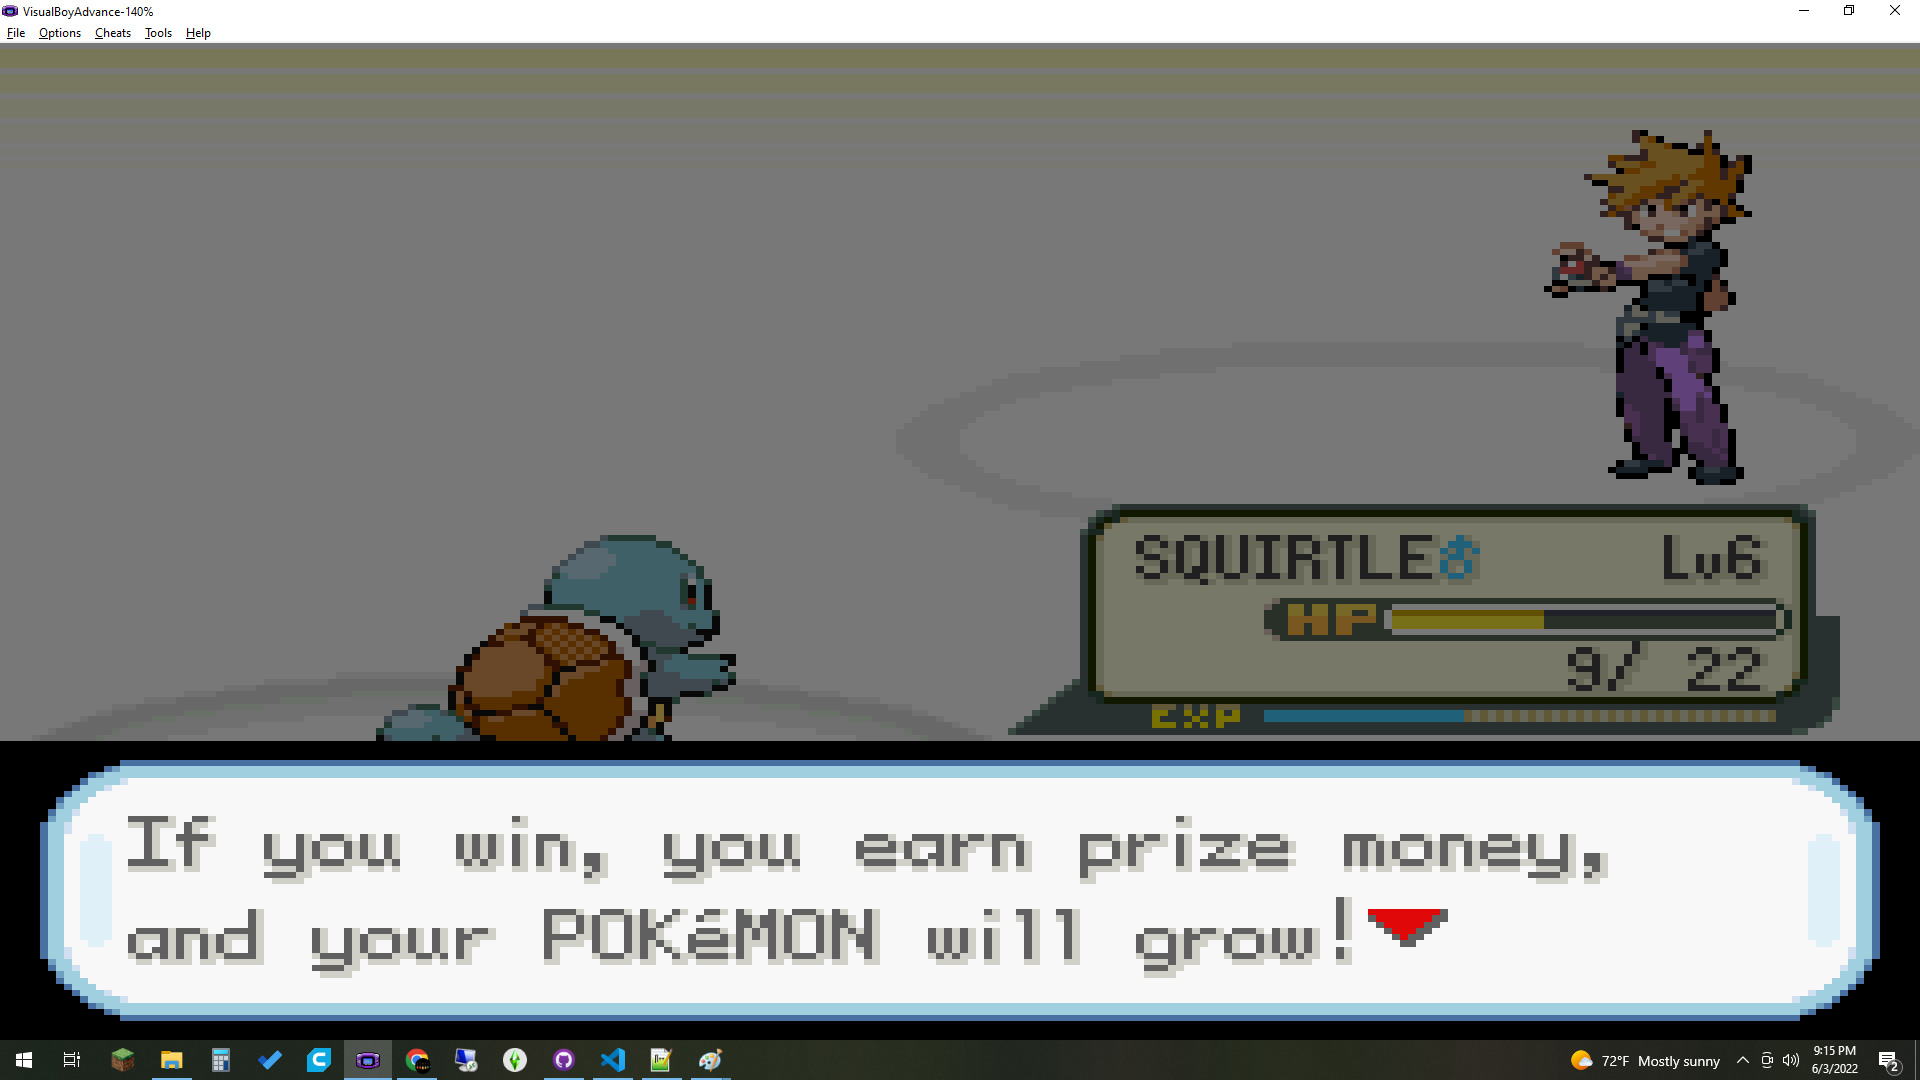 VisualBoyAdvance-140%
File Options Cheats Tools Help
SQUIRTLE♂ Lv6
HP
9/ 22
EXP
If you win, you earn prize money,
and your POKéMON will grow!
72°F Mostly sunny
9:15 PM
6/3/2022
2